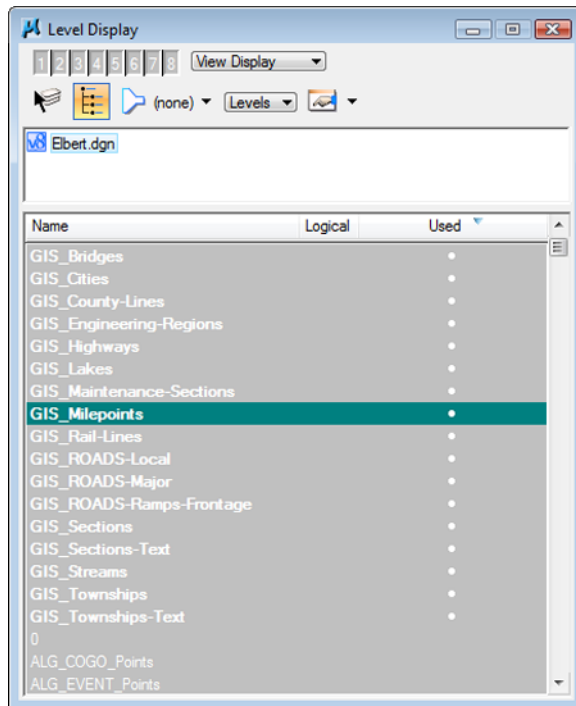 Level Display
1 2 3 4 5 6 7 8 View Display
(none) Levels
V8 Elbert.dgn
Name Logical Used
GIS_Bridges
GIS_Cities
GIS_County-Lines
GIS_Engineering-Regions
GIS_Highways
GIS_Lakes
GIS_Maintenance-Sections
GIS_Milepoints
GIS_Rail-Lines
GIS_ROADS-Local
GIS_ROADS-Major
GIS_ROADS-Ramps-Frontage
GIS_Sections
GIS_Sections-Text
GIS_Streams
GIS_Townships
GIS_Townships-Text
0
ALG_COGO_Points
ALG_EVENT_Points